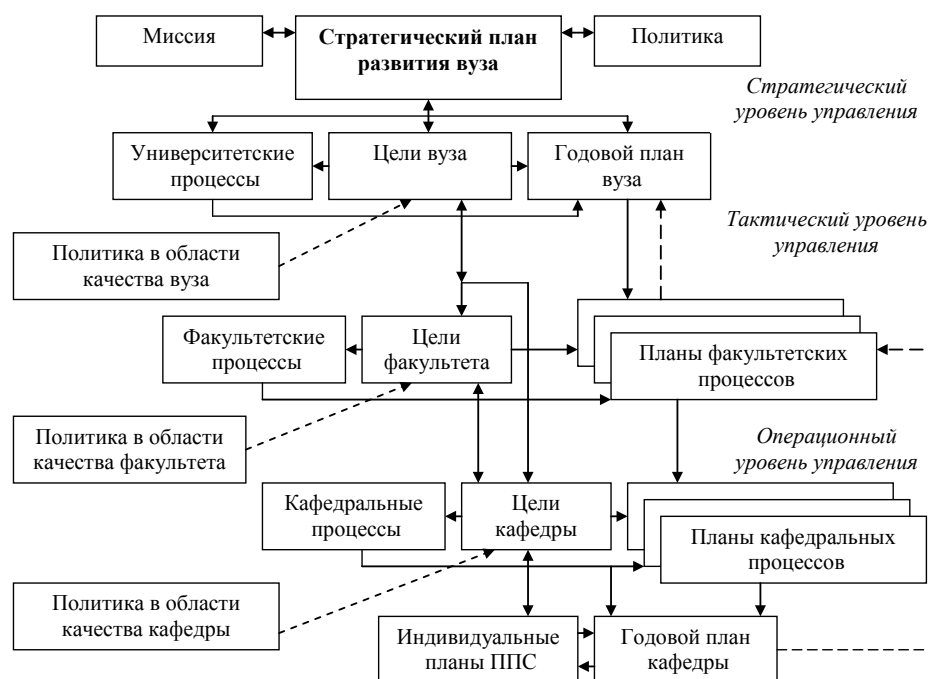 Миссия
Стратегический план
развития вуза
Политика
Стратегический
уровень управления
Университетские
процессы
Цели вуза
Годовой план
вуза
Тактический уровень
управления
Политика в области
качества вуза
Факультетские
процессы
Цели
факультета
Планы факультетских
процессов
Политика в области
качества факультета
Операционный
уровень управления
Кафедральные
процессы
Цели
кафедры
Планы кафедральных
процессов
Политика в области
качества кафедры
Индивидуальные
планы ППС
Годовой план
кафедры